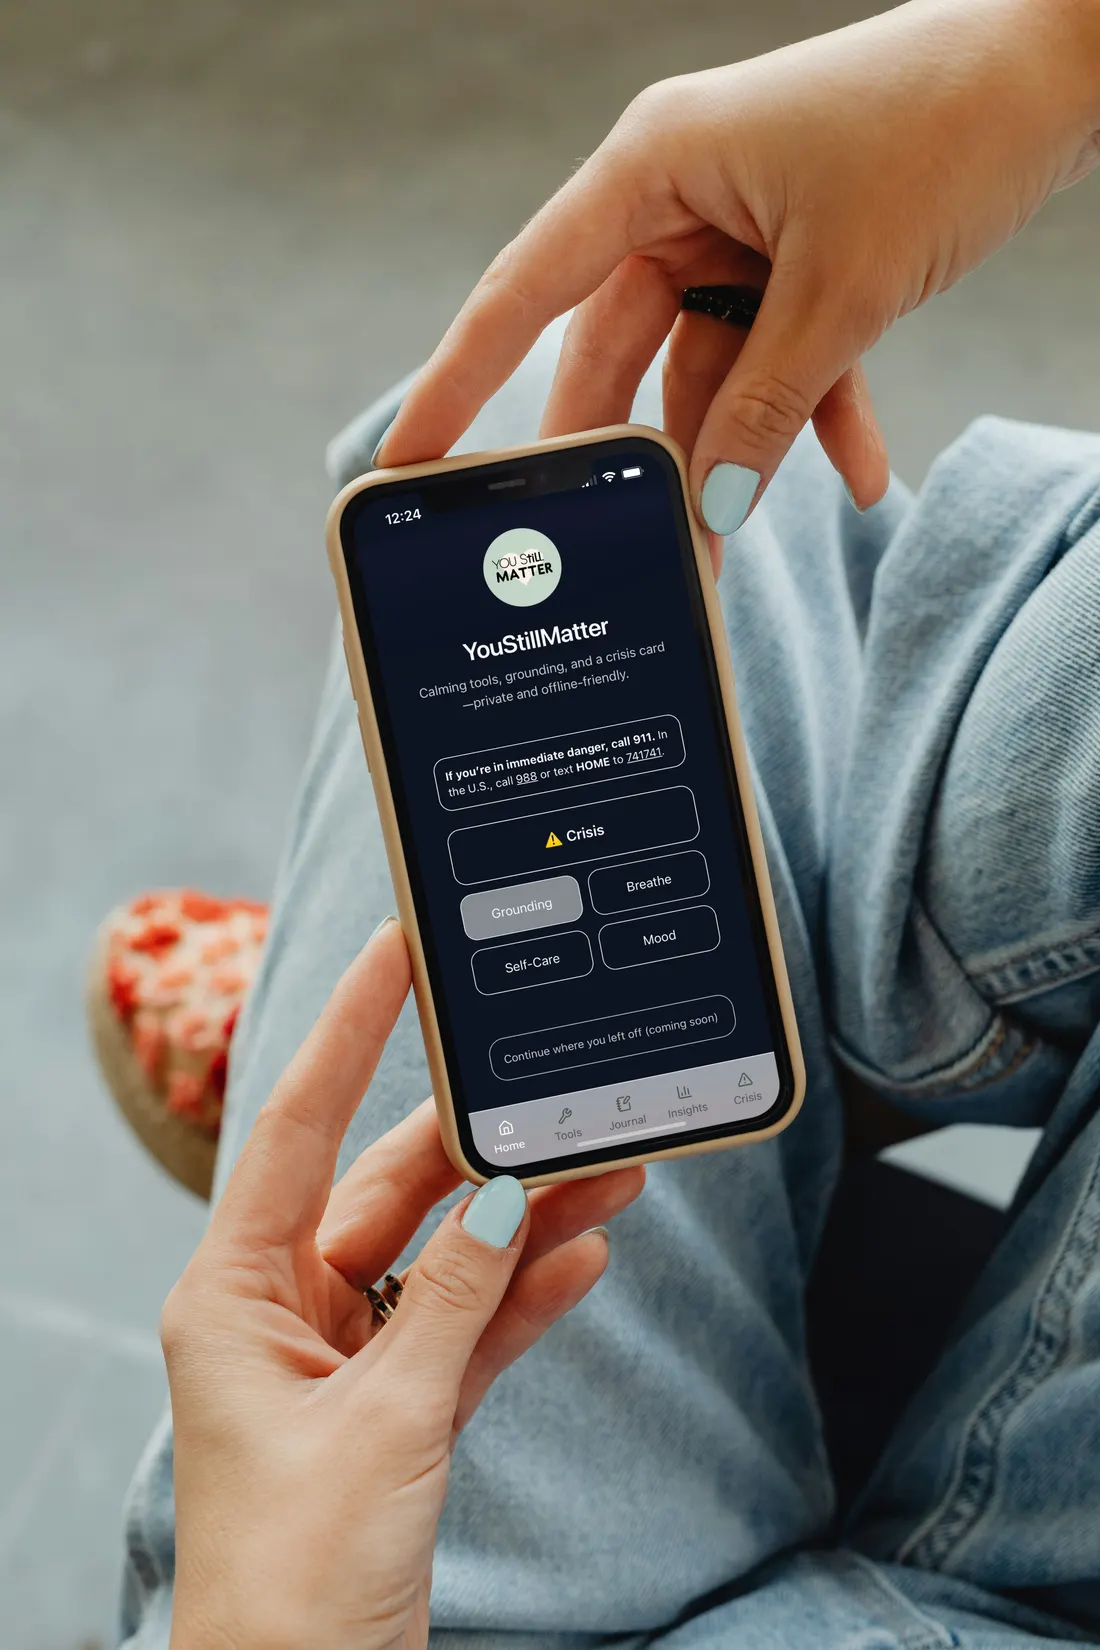 12:24
YOU Still
MATTER
YouStillMatter
Calming tools, grounding, and a crisis card
—private and offline-friendly.
If you're in immediate danger, call 911. In
the U.S., call 988 or text HOME to 741741.
⚠️ Crisis
Grounding
Breathe
Self-Care
Mood
Continue where you left off (coming soon)
Home
Tools
Journal
Insights
Crisis